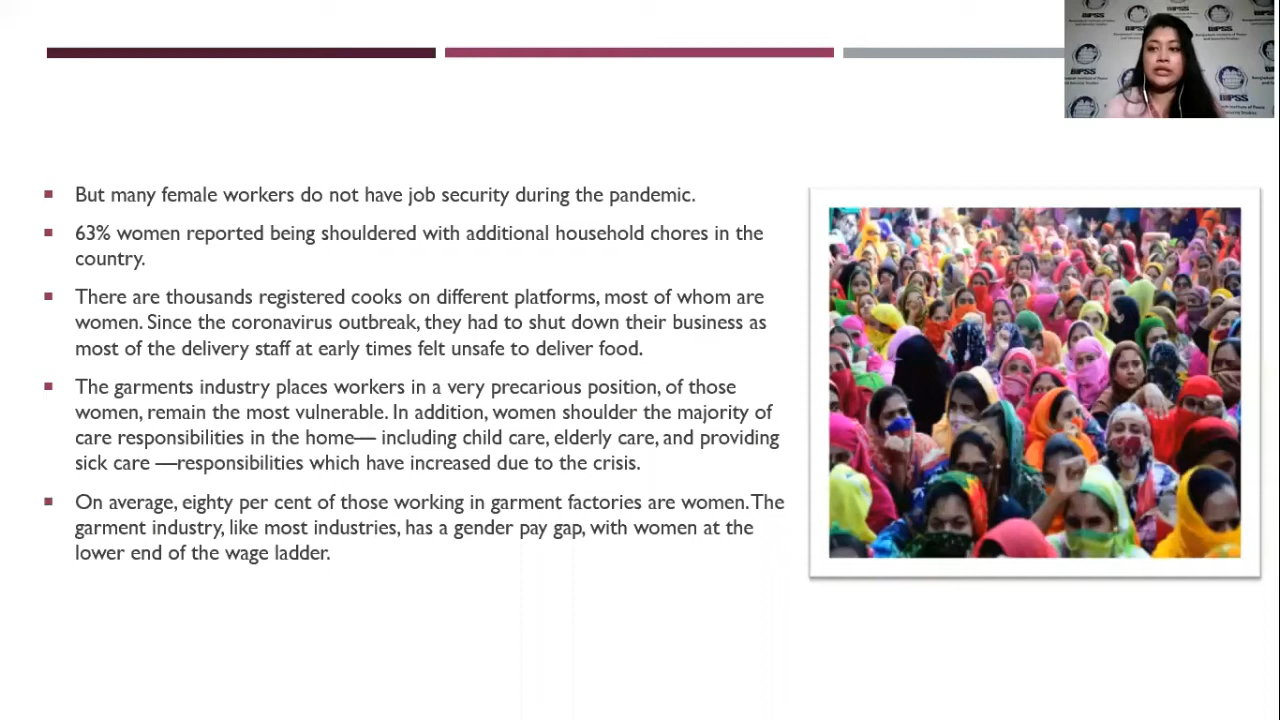 BIPSS
BIPSS
But many female workers do not have job security during the pandemic.
63% women reported being shouldered with additional household chores in the
country.
There are thousands registered cooks on different platforms, most of whom are
women. Since the coronavirus outbreak, they had to shut down their business as
most of the delivery staff at early times felt unsafe to deliver food.
The garments industry places workers in a very precarious position, of those
women, remain the most vulnerable. In addition, women shoulder the majority of
care responsibilities in the home— including child care, elderly care, and providing
sick care —responsibilities which have increased due to the crisis.
On average, eighty per cent of those working in garment factories are women. The
garment industry, like most industries, has a gender pay gap, with women at the
lower end of the wage ladder.